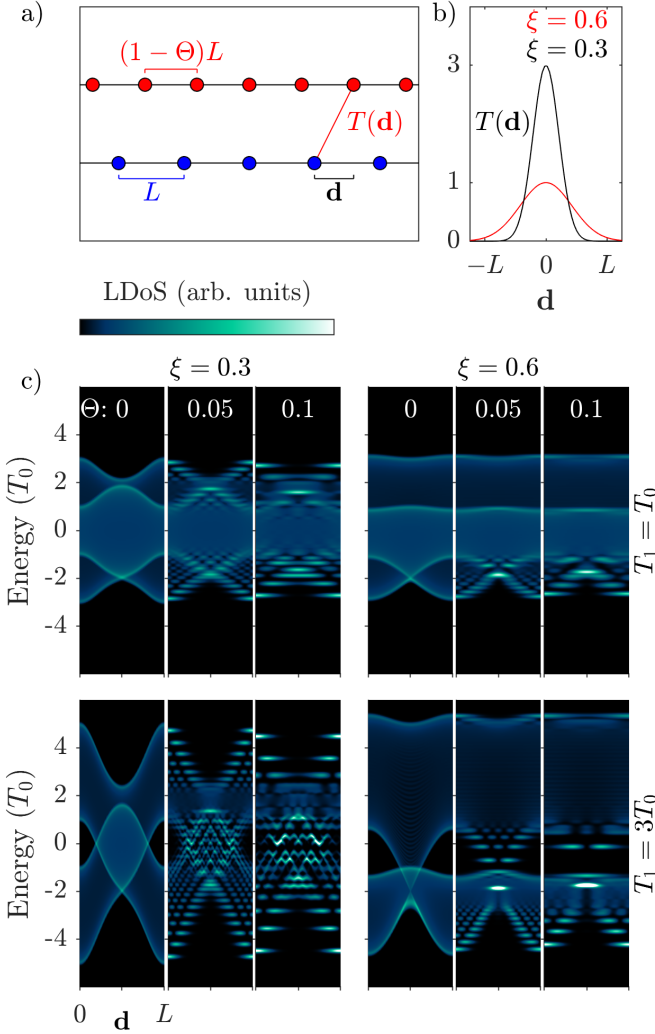 a)
(1 − Θ)L
T(𝐝)
L
𝐝
b)
ξ = 0.6
ξ = 0.3
3
T(𝐝)
1
0
−L 0 L
𝐝
LDoS (arb. units)
c)
ξ = 0.3 ξ = 0.6
Θ: 0 0.05 0.1 0 0.05 0.1
4
2
0
-2
-4
Energy (T₀)
T₁ = T₀
4
2
0
-2
-4
Energy (T₀)
T₁ = 3T₀
0 𝐝 L